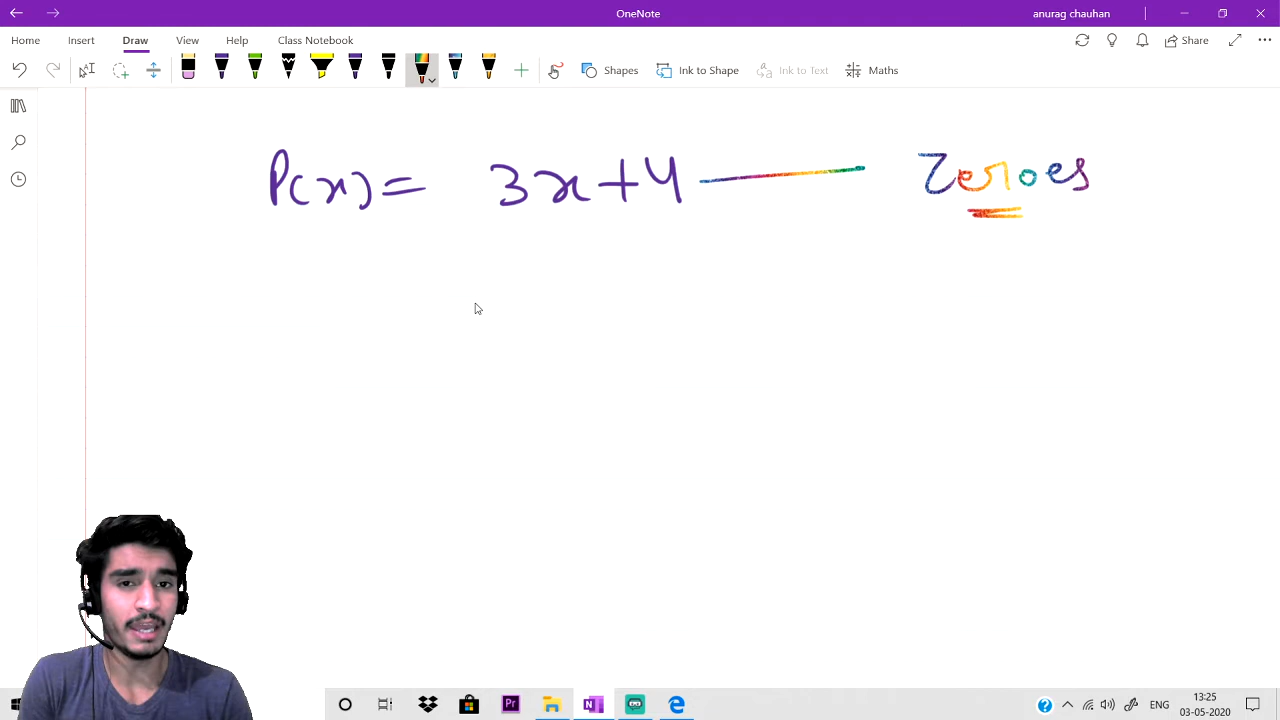 OneNote
anurag chauhan
Home Insert Draw View Help Class Notebook
Share
Shapes Ink to Shape Ink to Text Maths
P(x) = 3x+4 Zeroes
Pr
N
ENG
13:25
03-05-2020